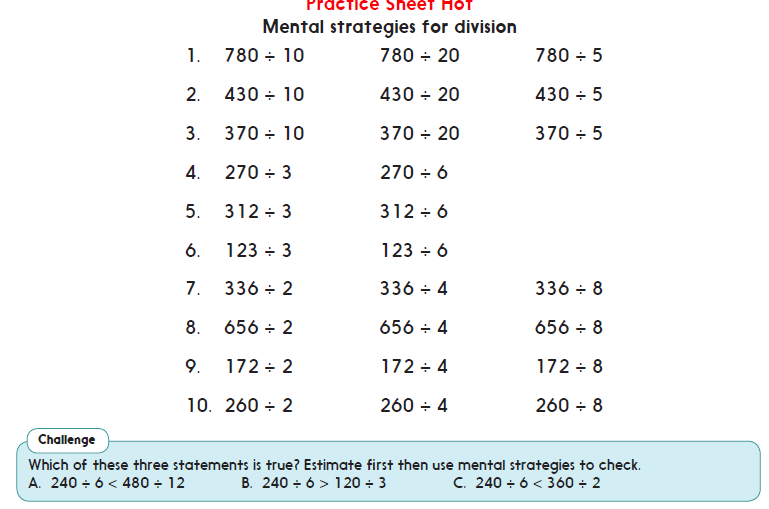 Practice Sheet Hot
Mental strategies for division
1. 780 ÷ 10 780 ÷ 20 780 ÷ 5
2. 430 ÷ 10 430 ÷ 20 430 ÷ 5
3. 370 ÷ 10 370 ÷ 20 370 ÷ 5
4. 270 ÷ 3 270 ÷ 6
5. 312 ÷ 3 312 ÷ 6
6. 123 ÷ 3 123 ÷ 6
7. 336 ÷ 2 336 ÷ 4 336 ÷ 8
8. 656 ÷ 2 656 ÷ 4 656 ÷ 8
9. 172 ÷ 2 172 ÷ 4 172 ÷ 8
10. 260 ÷ 2 260 ÷ 4 260 ÷ 8
Challenge
Which of these three statements is true? Estimate first then use mental strategies to check.
A. 240 ÷ 6 < 480 ÷ 12 B. 240 ÷ 6 > 120 ÷ 3 C. 240 ÷ 6 < 360 ÷ 2